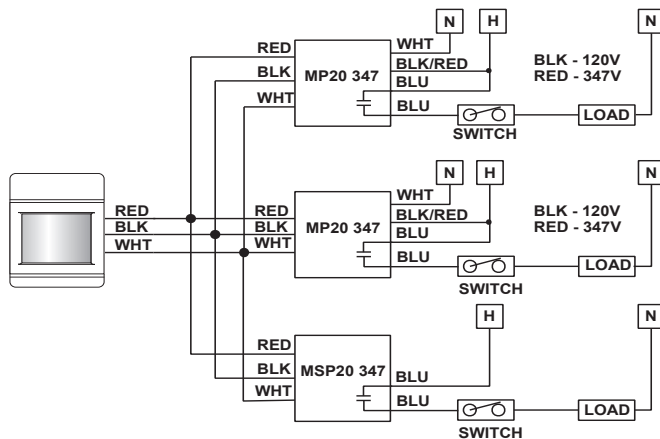 N H N
RED WHT
BLK MP20 347 BLK/RED
WHT BLU
BLU
BLK - 120V
RED - 347V
SWITCH LOAD
N H N
RED RED WHT
BLK BLK MP20 347 BLK/RED
WHT WHT BLU
BLU
BLK - 120V
RED - 347V
SWITCH LOAD
H N
RED
BLK MSP20 347 BLU
WHT BLU
SWITCH LOAD